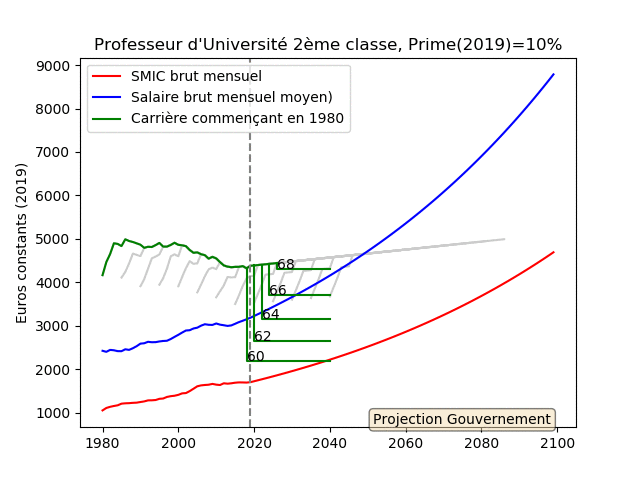 Professeur d'Université 2ème classe, Prime(2019)=10%
SMIC brut mensuel
Salaire brut mensuel moyen)
Carrière commençant en 1980
Euros constants (2019)
9000
8000
7000
6000
5000
4000
3000
2000
1000
68
66
64
62
60
Projection Gouvernement
1980 2000 2020 2040 2060 2080 2100